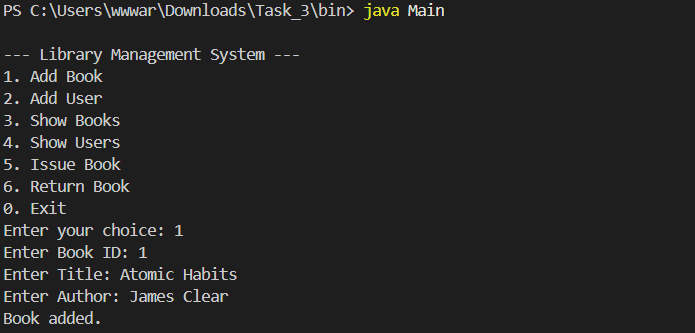 PS C:\Users\wwwar\Downloads\Task_3\bin> java Main
--- Library Management System ---
1. Add Book
2. Add User
3. Show Books
4. Show Users
5. Issue Book
6. Return Book
0. Exit
Enter your choice: 1
Enter Book ID: 1
Enter Title: Atomic Habits
Enter Author: James Clear
Book added.